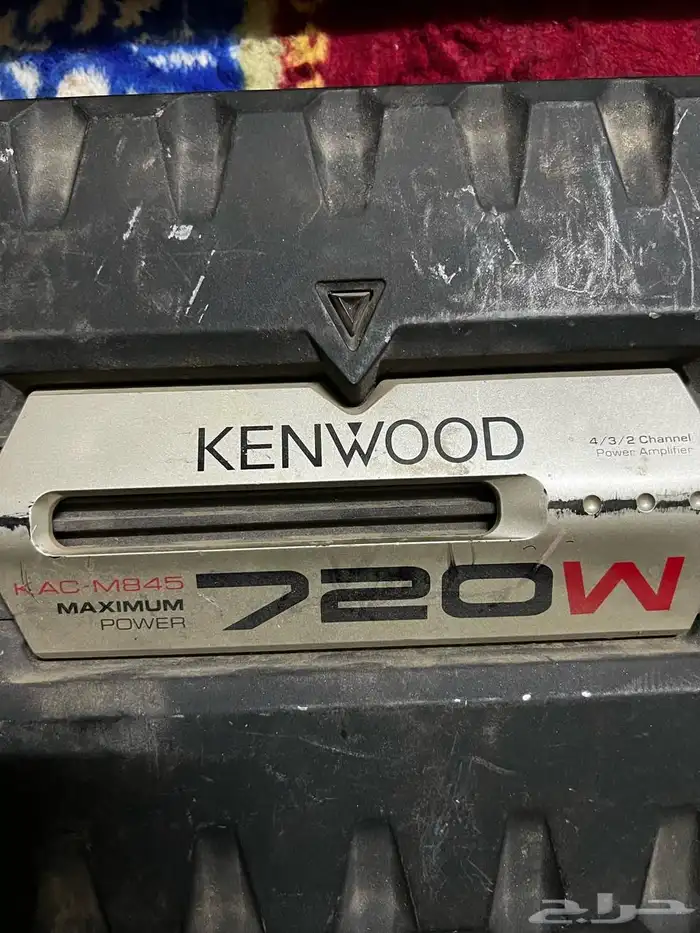 KENWOOD
4/3/2 Channel
Power Amplifier
KAC-M845
MAXIMUM
POWER
720W
حراج